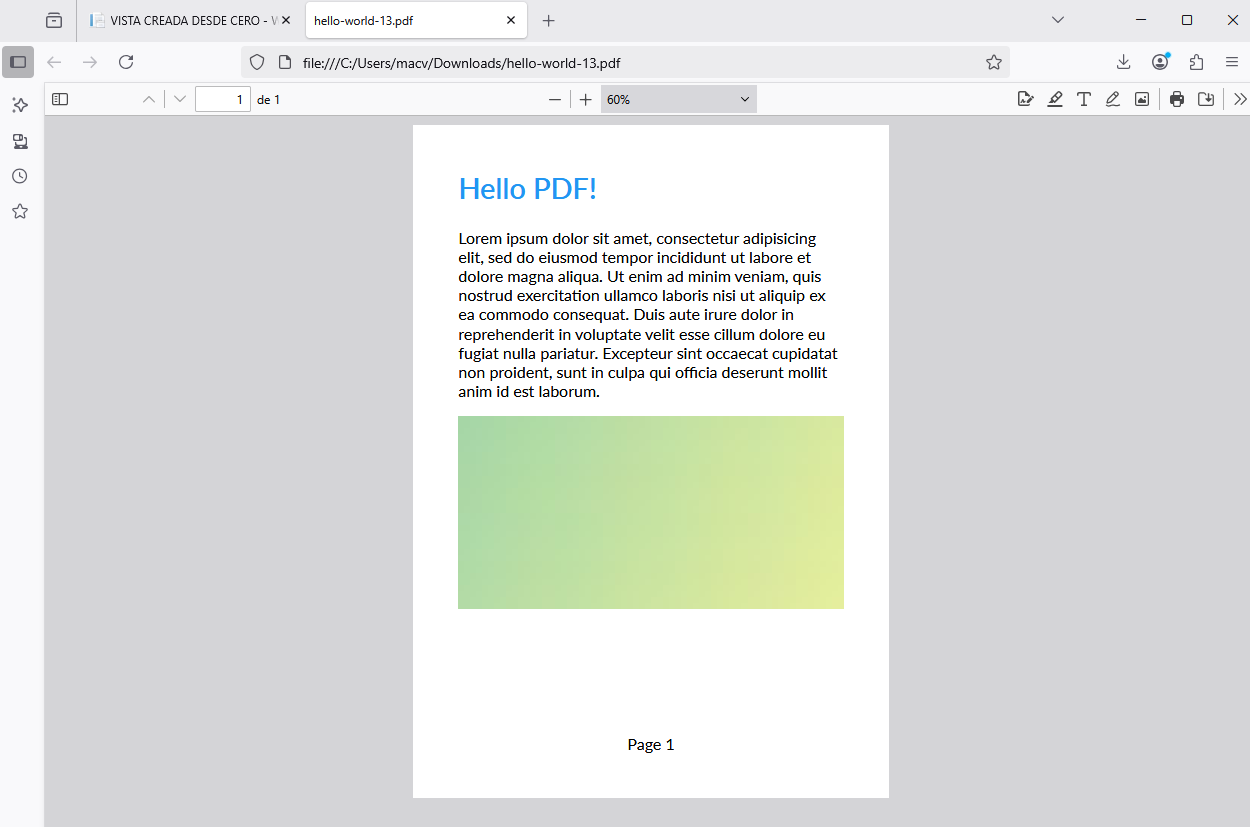 VISTA CREADA DESDE CERO -
hello-world-13.pdf
file:///C:/Users/macv/Downloads/hello-world-13.pdf
1 de 1
60%
Hello PDF!
Lorem ipsum dolor sit amet, consectetur adipisicing
elit, sed do eiusmod tempor incididunt ut labore et
dolore magna aliqua. Ut enim ad minim veniam, quis
nostrud exercitation ullamco laboris nisi ut aliquip ex
ea commodo consequat. Duis aute irure dolor in
reprehenderit in voluptate velit esse cillum dolore eu
fugiat nulla pariatur. Excepteur sint occaecat cupidatat
non proident, sunt in culpa qui officia deserunt mollit
anim id est laborum.
Page 1